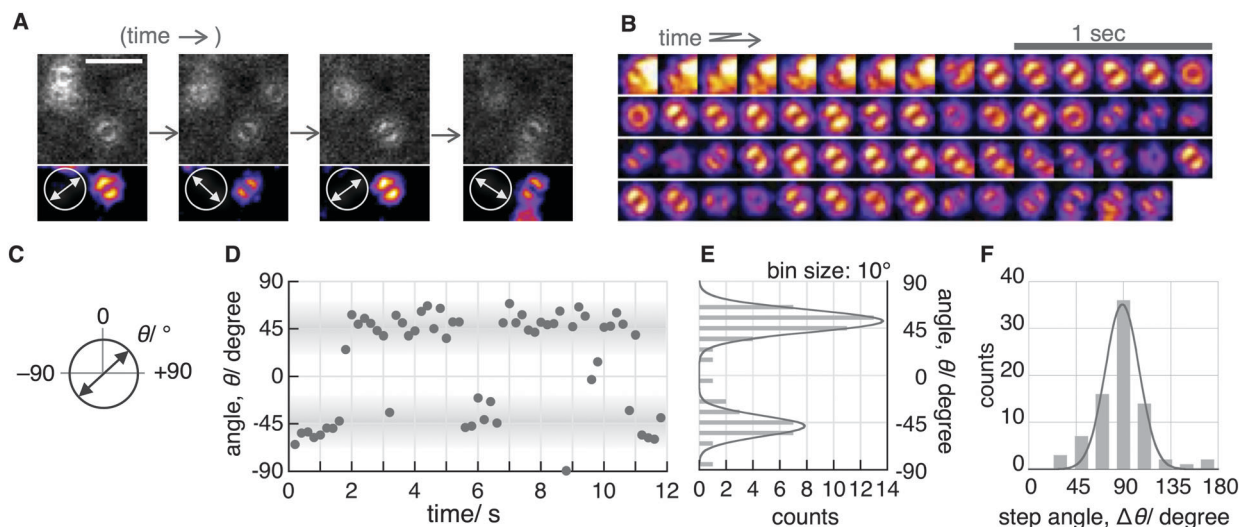 A
(time → )
B
time
1 sec
C
0
θ/ °
–90
+90
D
angle, θ/ degree
90
45
0
-45
-90
0 2 4 6 8 10 12
time/ s
E
bin size: 10°
90
45
0
-45
-90
angle, θ/ degree
0 2 4 6 8 10 12 14
counts
F
counts
40
30
20
10
0
0 45 90 135 180
step angle, Δθ/ degree